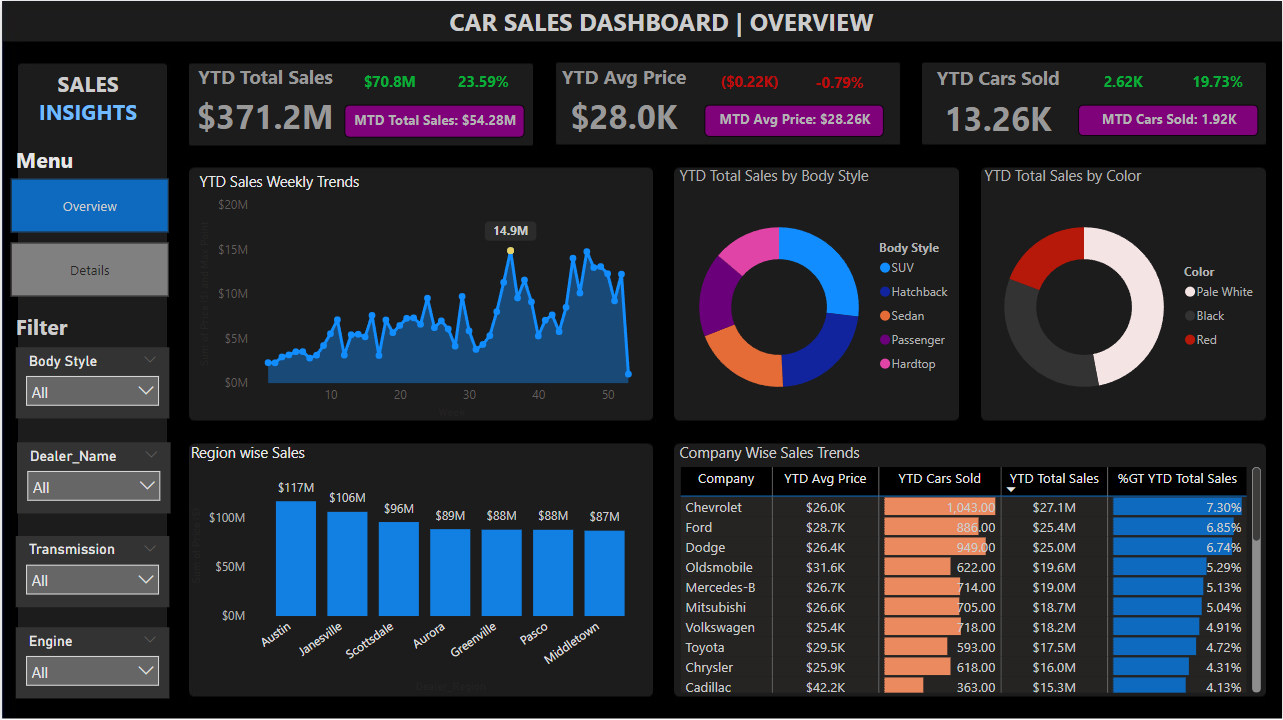 CAR SALES DASHBOARD | OVERVIEW
SALES
INSIGHTS
Menu
Overview
Details
Filter
Body Style
All
Dealer_Name
All
Transmission
All
Engine
All
YTD Total Sales
$70.8M
23.59%
$371.2M
MTD Total Sales: $54.28M
YTD Avg Price
($0.22K)
-0.79%
$28.0K
MTD Avg Price: $28.26K
YTD Cars Sold
2.62K
19.73%
13.26K
MTD Cars Sold: 1.92K
YTD Sales Weekly Trends
$20M
$15M
$10M
$5M
$0M
14.9M
10 20 30 40 50
Week
YTD Total Sales by Body Style
Body Style
SUV
Hatchback
Sedan
Passenger
Hardtop
YTD Total Sales by Color
Color
Pale White
Black
Red
Region wise Sales
$100M
$50M
$0M
$117M $106M $96M $89M $88M $88M $87M
Austin Janesville Scottsdale Aurora Greenville Pasco Middletown
Dealer_Region
Company Wise Sales Trends
Company YTD Avg Price YTD Cars Sold YTD Total Sales %GT YTD Total Sales
Chevrolet $26.0K 1,043.00 $27.1M 7.30%
Ford $28.7K 886.00 $25.4M 6.85%
Dodge $26.4K 949.00 $25.0M 6.74%
Oldsmobile $31.6K 622.00 $19.6M 5.29%
Mercedes-B $26.7K 714.00 $19.0M 5.13%
Mitsubishi $26.6K 705.00 $18.7M 5.04%
Volkswagen $25.4K 718.00 $18.2M 4.91%
Toyota $29.5K 593.00 $17.5M 4.72%
Chrysler $25.9K 618.00 $16.0M 4.31%
Cadillac $42.2K 363.00 $15.3M 4.13%